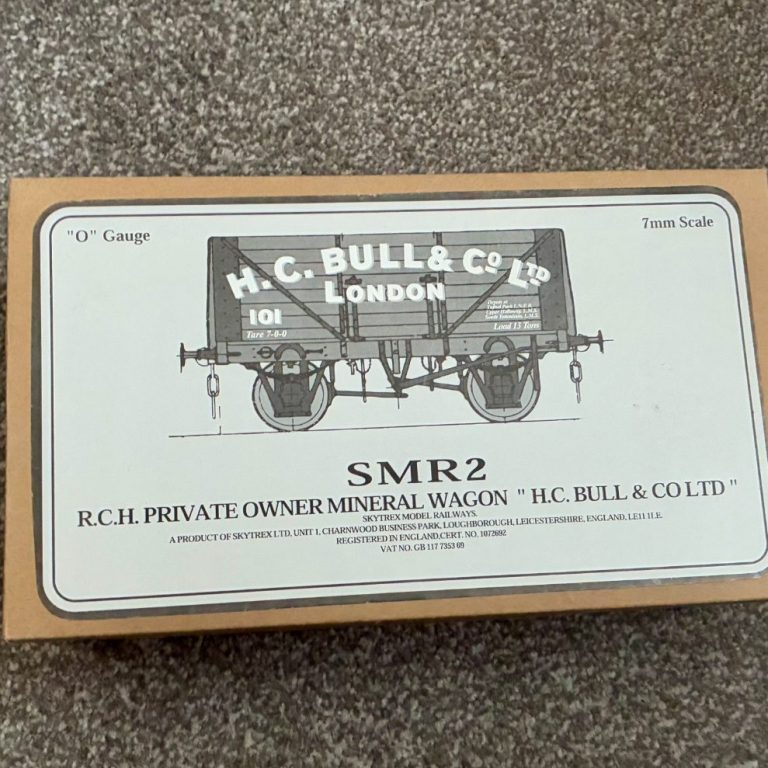 "O" Gauge
7mm Scale
H.C. BULL & Co LTD
LONDON
101
Tare 7-0-0
Load 13 Tons
SMR2
R.C.H. PRIVATE OWNER MINERAL WAGON " H.C. BULL & CO LTD "
SKYTREX MODEL RAILWAYS.
A PRODUCT OF SKYTREX LTD, UNIT 1, CHARNWOOD BUSINESS PARK, LOUGHBOROUGH, LEICESTERSHIRE, ENGLAND, LE11 1LE.
REGISTERED IN ENGLAND.CERT. NO. 1072692
VAT NO. GB 117 7353 69